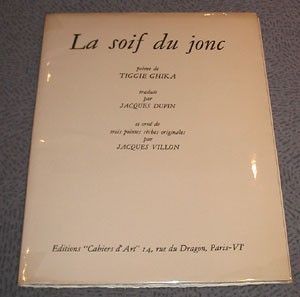 La soif du jonc
poème de
TIGGIE GHIKA
traduit
par
JACQUES DUPIN
et orné de
trois pointes sèches originales
par
JACQUES VILLON
Editions "Cahiers d'Art" 14, rue du Dragon, Paris-VI